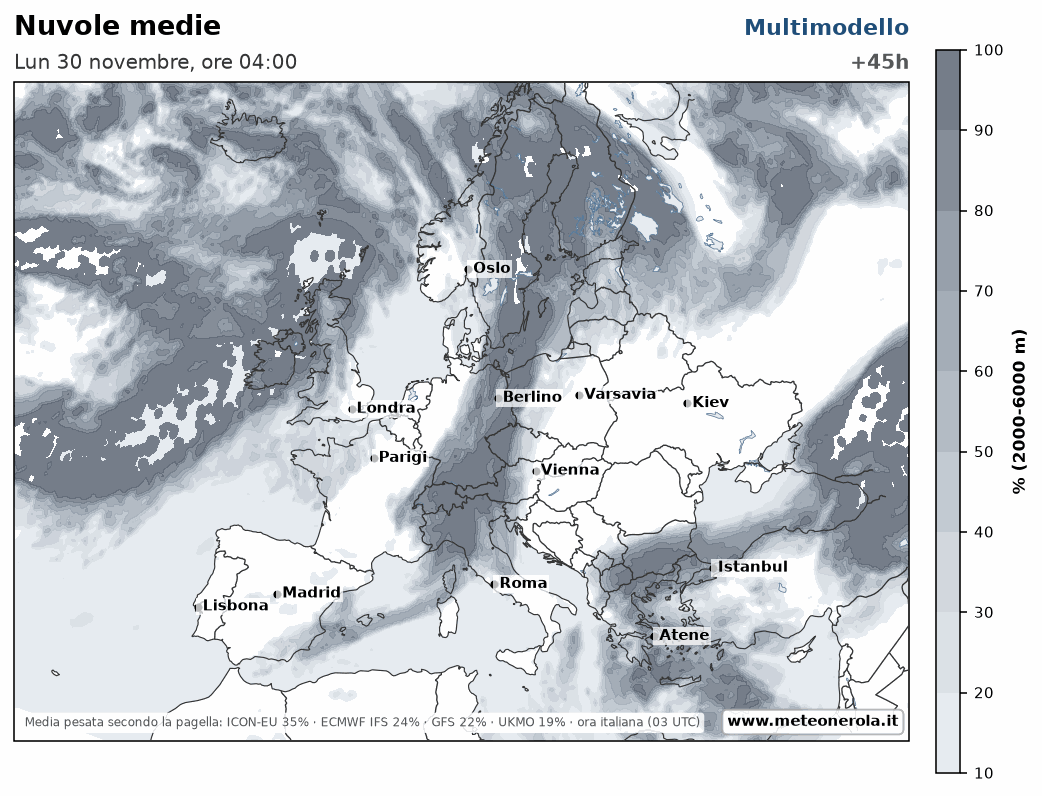 Nuvole medie
Multimodello
Lun 30 novembre, ore 04:00
+45h
100
90
80
70
60
50
40
30
20
10
% (2000-6000 m)
Oslo
Berlino
Varsavia
Kiev
Londra
Parigi
Vienna
Istanbul
Roma
Madrid
Lisbona
Atene
Media pesata secondo la pagella: ICON-EU 35% · ECMWF IFS 24% · GFS 22% · UKMO 19% · ora italiana (03 UTC)
www.meteonerola.it